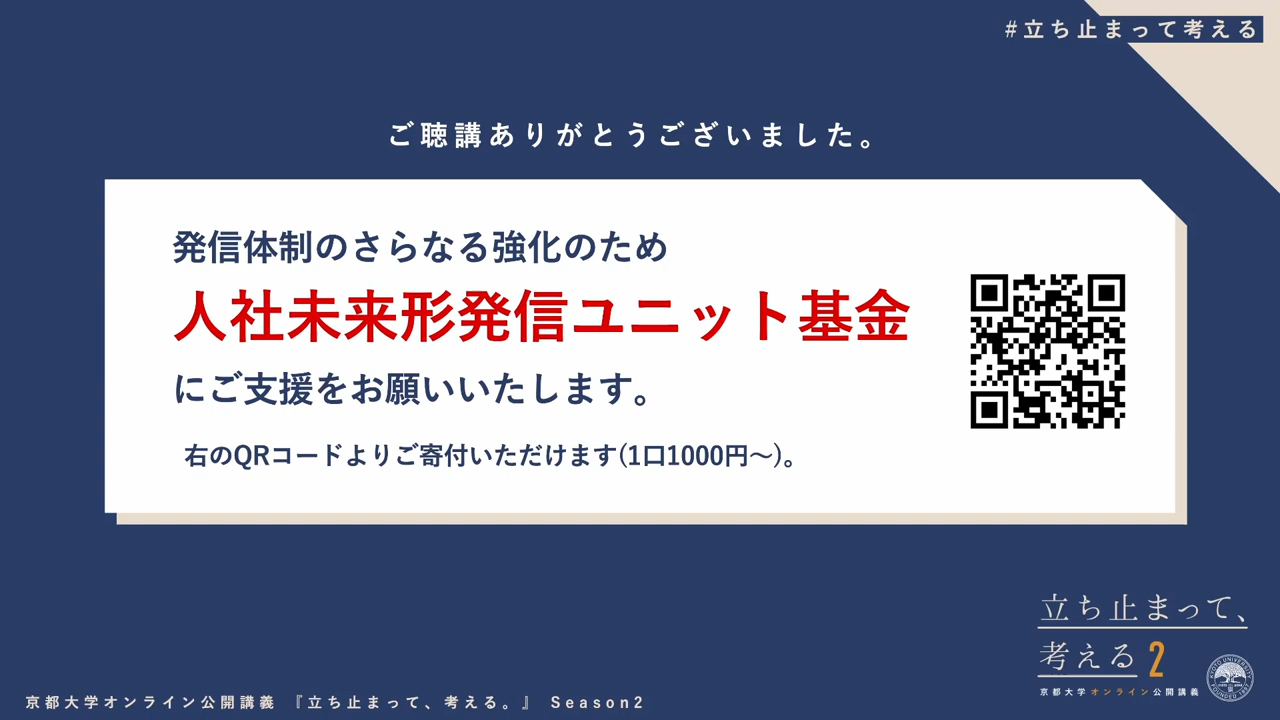 #立ち止まって考える
ご聴講ありがとうございました。
発信体制のさらなる強化のため
人社未来形発信ユニット基金
にご支援をお願いいたします。
右のQRコードよりご寄付いただけます(1口1000円〜)。
立ち止まって、
考える2
京都大学オンライン公開講義
KYOTO UNIVERSITY
FOUNDED 1897
京都大学オンライン公開講義 『立ち止まって、考える。』 Season2